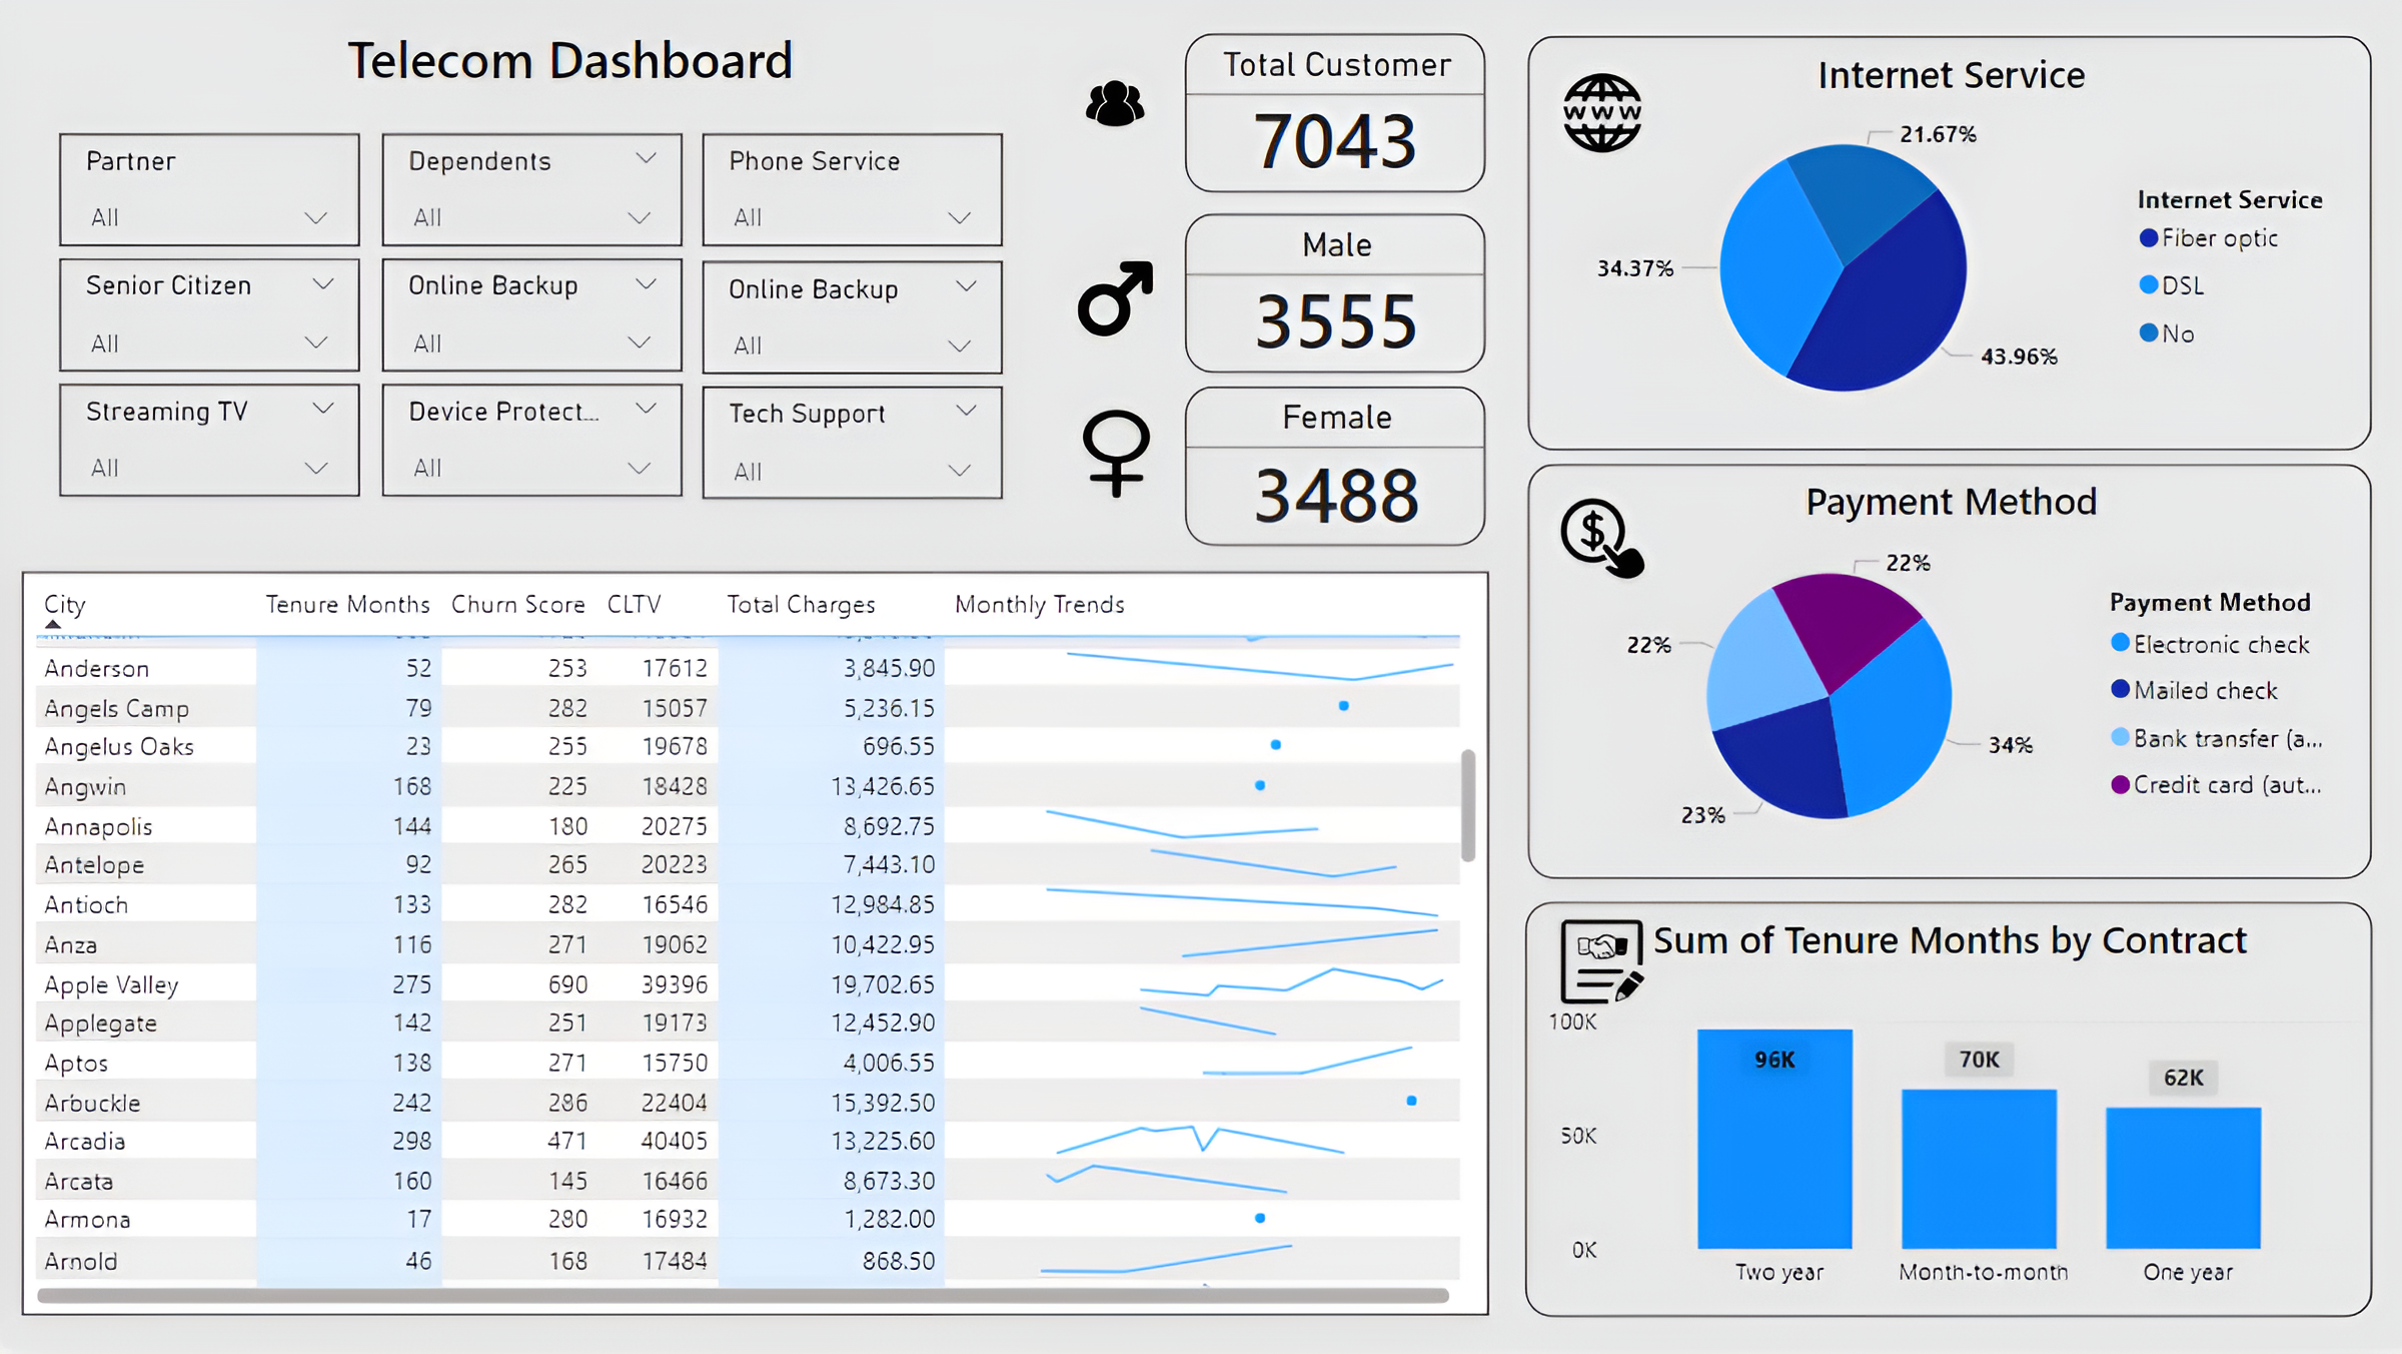 Telecom Dashboard
Partner
All
Dependents
All
Phone Service
All
Senior Citizen
All
Online Backup
All
Online Backup
All
Streaming TV
All
Device Protect...
All
Tech Support
All
Total Customer
7043
Male
3555
Female
3488
City Tenure Months Churn Score CLTV Total Charges Monthly Trends
Anderson 52 253 17612 3,845.90
Angels Camp 79 282 15057 5,236.15
Angelus Oaks 23 255 19678 696.55
Angwin 168 225 18428 13,426.65
Annapolis 144 180 20275 8,692.75
Antelope 92 265 20223 7,443.10
Antioch 133 282 16546 12,984.85
Anza 116 271 19062 10,422.95
Apple Valley 275 690 39396 19,702.65
Applegate 142 251 19173 12,452.90
Aptos 138 271 15750 4,006.55
Arbuckle 242 286 22404 15,392.50
Arcadia 298 471 40405 13,225.60
Arcata 160 145 16466 8,673.30
Armona 17 280 16932 1,282.00
Arnold 46 168 17484 868.50
WWW
Internet Service
21.67%
34.37%
43.96%
Internet Service
Fiber optic
DSL
No
$
Payment Method
22%
22%
34%
23%
Payment Method
Electronic check
Mailed check
Bank transfer (a...
Credit card (aut...
Sum of Tenure Months by Contract
100K
50K
0K
96K
70K
62K
Two year
Month-to-month
One year